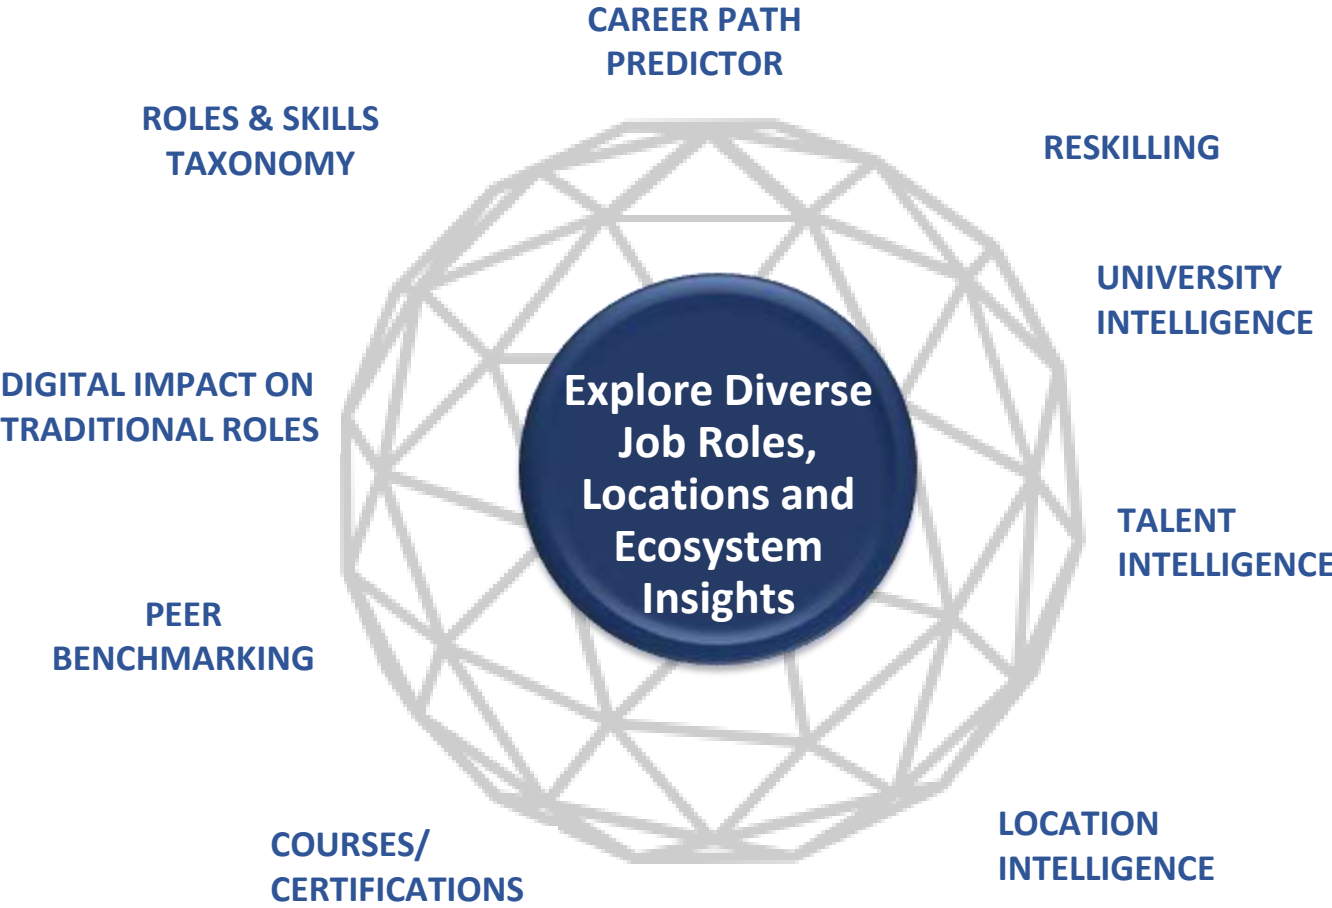 CAREER PATH
PREDICTOR
ROLES & SKILLS
TAXONOMY
RESKILLING
UNIVERSITY
INTELLIGENCE
DIGITAL IMPACT ON
TRADITIONAL ROLES
Explore Diverse
Job Roles,
Locations and
Ecosystem
Insights
TALENT
INTELLIGENCE
PEER
BENCHMARKING
LOCATION
INTELLIGENCE
COURSES/
CERTIFICATIONS